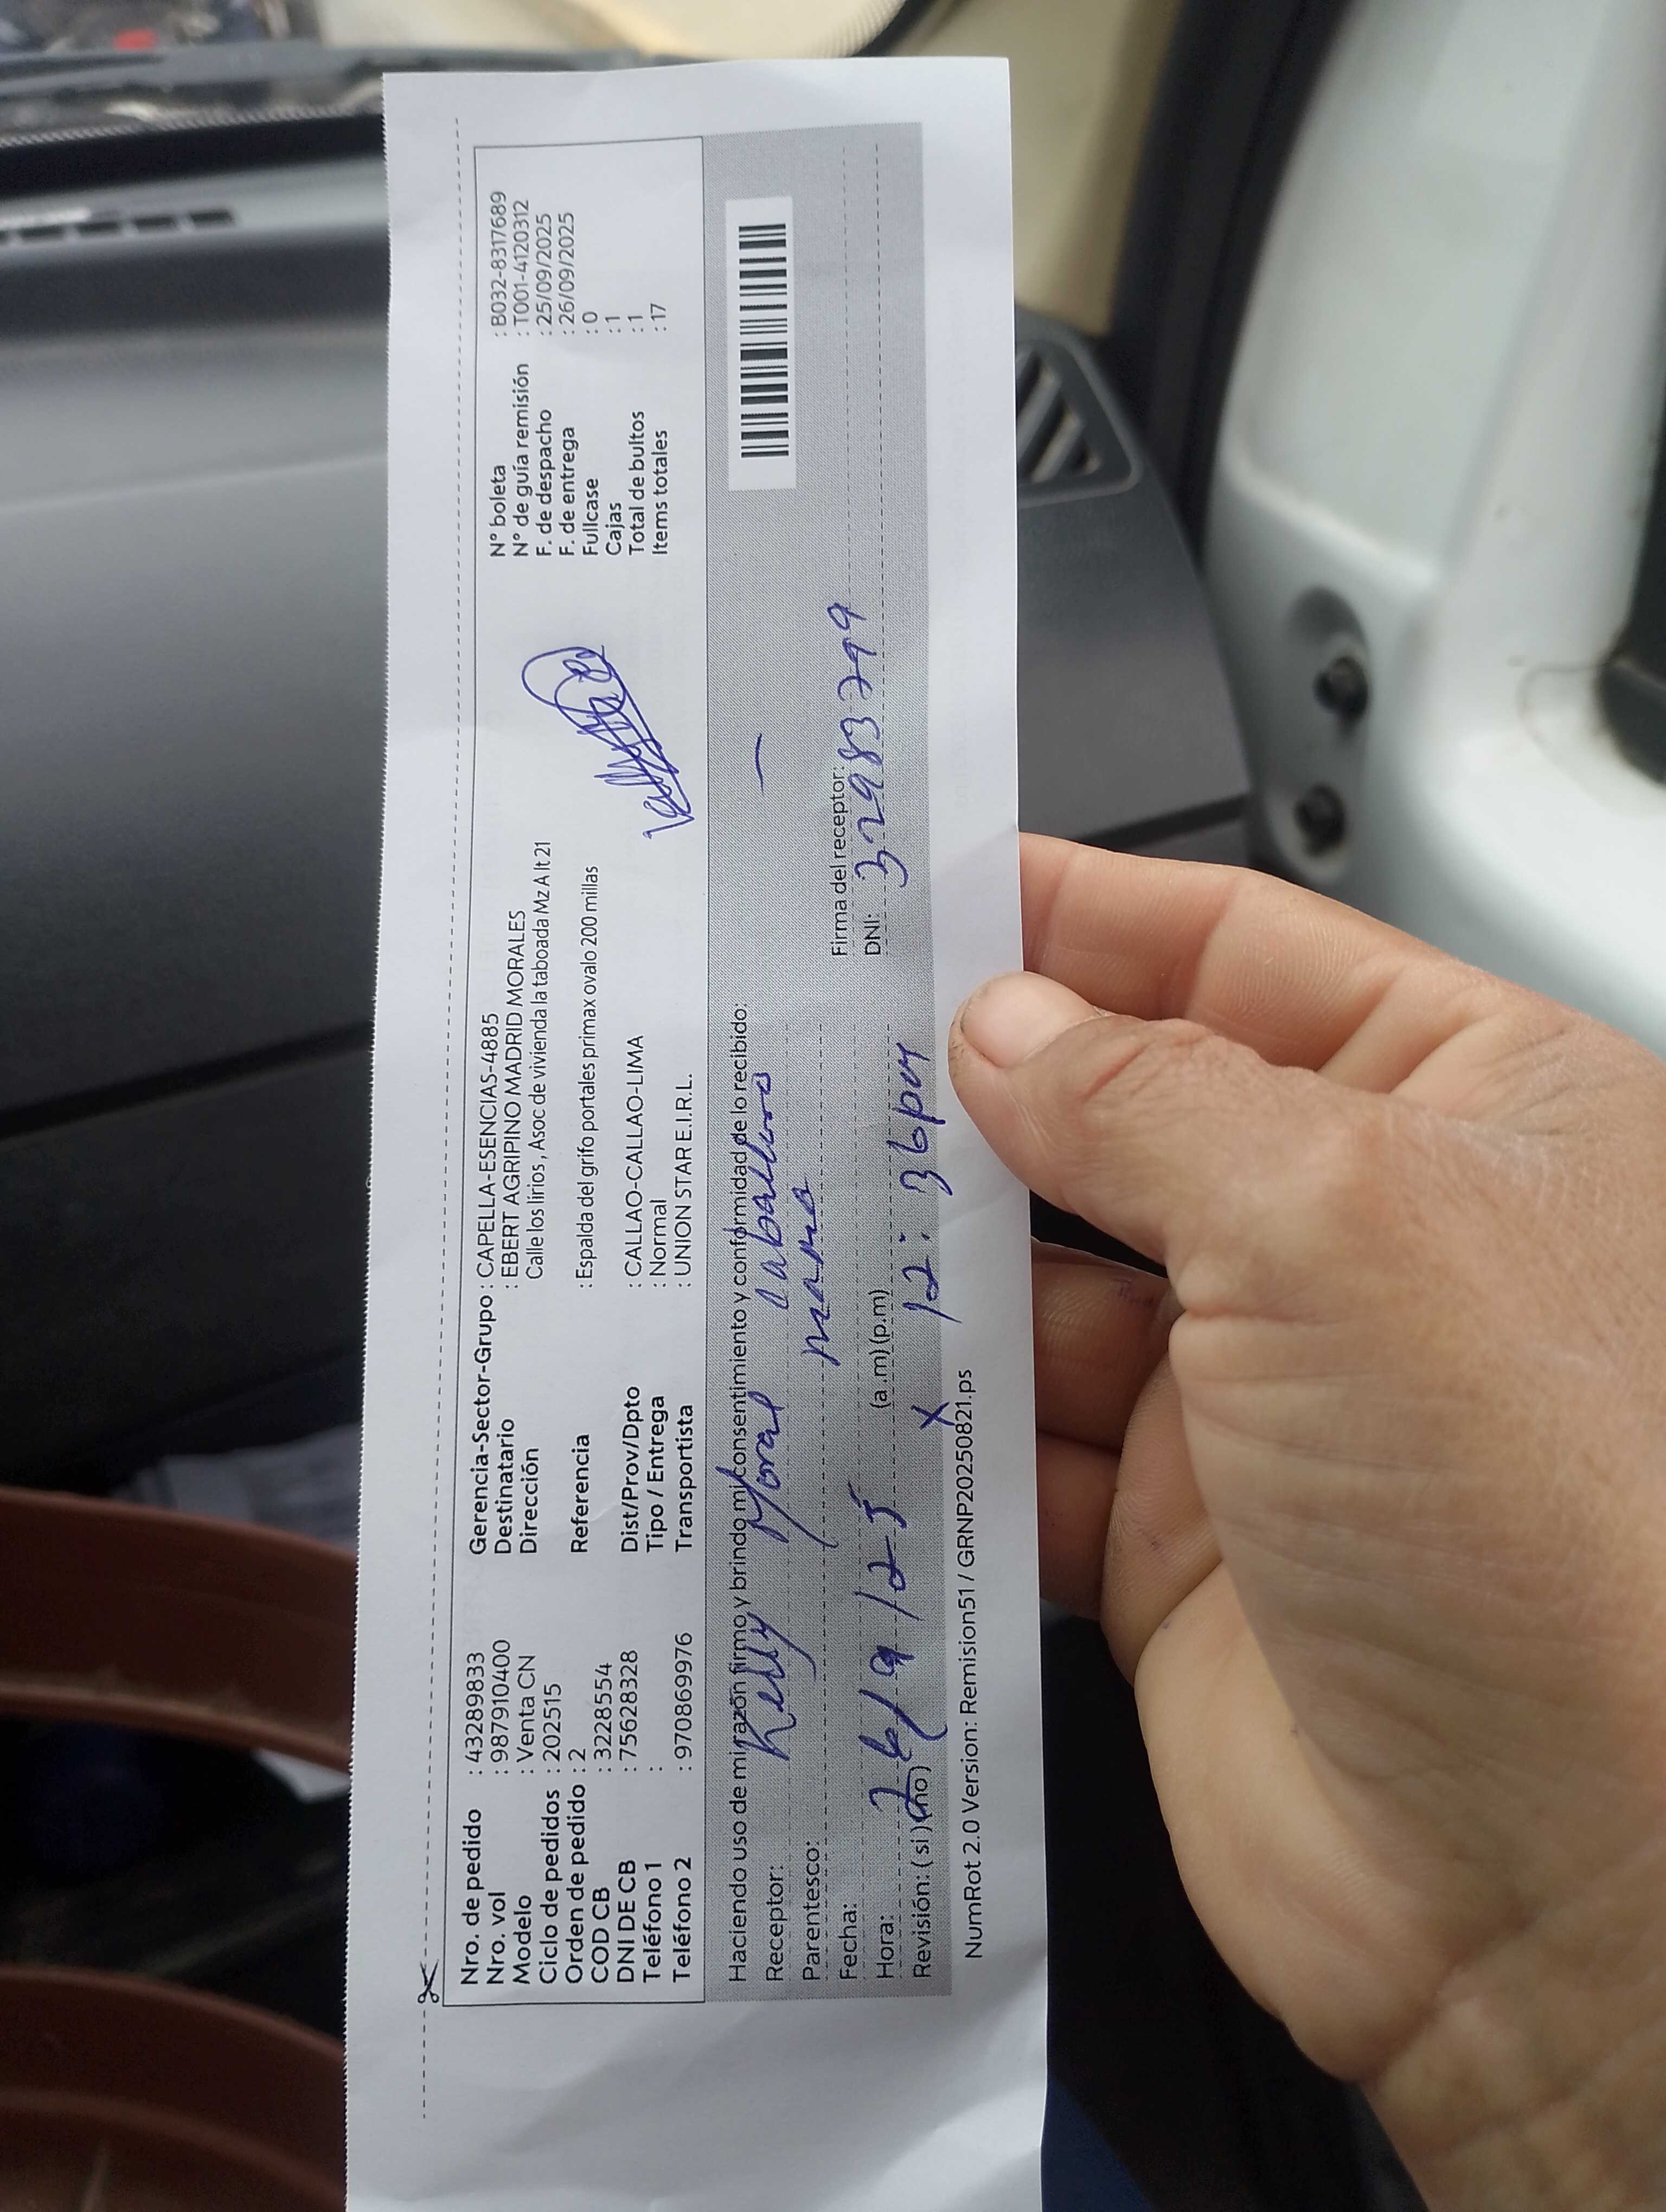 Nro. de pedido : 43289833
Nro. vol : 987910400
Modelo : Venta CN
Ciclo de pedidos : 202515
Orden de pedido : 2
COD CB : 3228554
DNI DE CB : 75628328
Teléfono 1 :
Teléfono 2 : 970869976
Gerencia-Sector-Grupo : CAPELLA-ESENCIAS-4885
Destinatario : EBERT AGRIPINO MADRID MORALES
Dirección Calle los lirios , Asoc de vivienda la taboada Mz A lt 21
Referencia : Espalda del grifo portales primax ovalo 200 millas
Dist/Prov/Dpto : CALLAO-CALLAO-LIMA
Tipo / Entrega : Normal
Transportista : UNION STAR E.I.R.L.
N° boleta : B032-8317689
N° de guía remisión : T001-4120312
F. de despacho : 25/09/2025
F. de entrega : 26/09/2025
Fullcase : 0
Cajas : 1
Total de bultos : 1
Items totales : 17
Haciendo uso de mi razón firmo y brindo mi consentimiento y conformidad de lo recibido:
Receptor: Kelly Moral
Parentesco: mama
Fecha: 26/9/25
Hora: (a .m) (p.m) 12:36pm
Revisión: ( si ) (no) X
Firma del receptor:
DNI: 32983799
NumRot 2.0 Version: Remision51 / GRNP20250821.ps